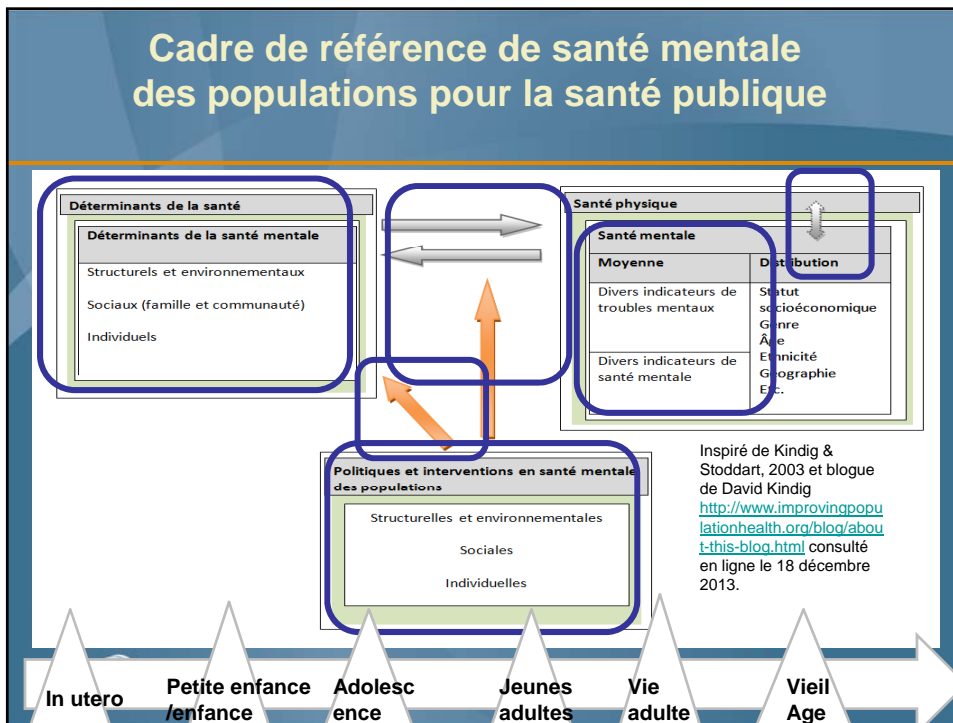 Cadre de référence de santé mentale
des populations pour la santé publique
Déterminants de la santé
Déterminants de la santé mentale
Structurels et environnementaux
Sociaux (famille et communauté)
Individuels
Santé physique
Santé mentale
Moyenne
Distribution
Divers indicateurs de
troubles mentaux
Divers indicateurs de
santé mentale
Statut
socioéconomique
Genre
Âge
Ethnicité
Géographie
Etc.
Politiques et interventions en santé mentale
des populations
Structurelles et environnementales
Sociales
Individuelles
Inspiré de Kindig &
Stoddart, 2003 et blogue
de David Kindig
http://www.improvingpopu
lationhealth.org/blog/abou
t-this-blog.html consulté
en ligne le 18 décembre
2013.
In utero
Petite enfance
/enfance
Adolesc
ence
Jeunes
adultes
Vie
adulte
Vieil
Age